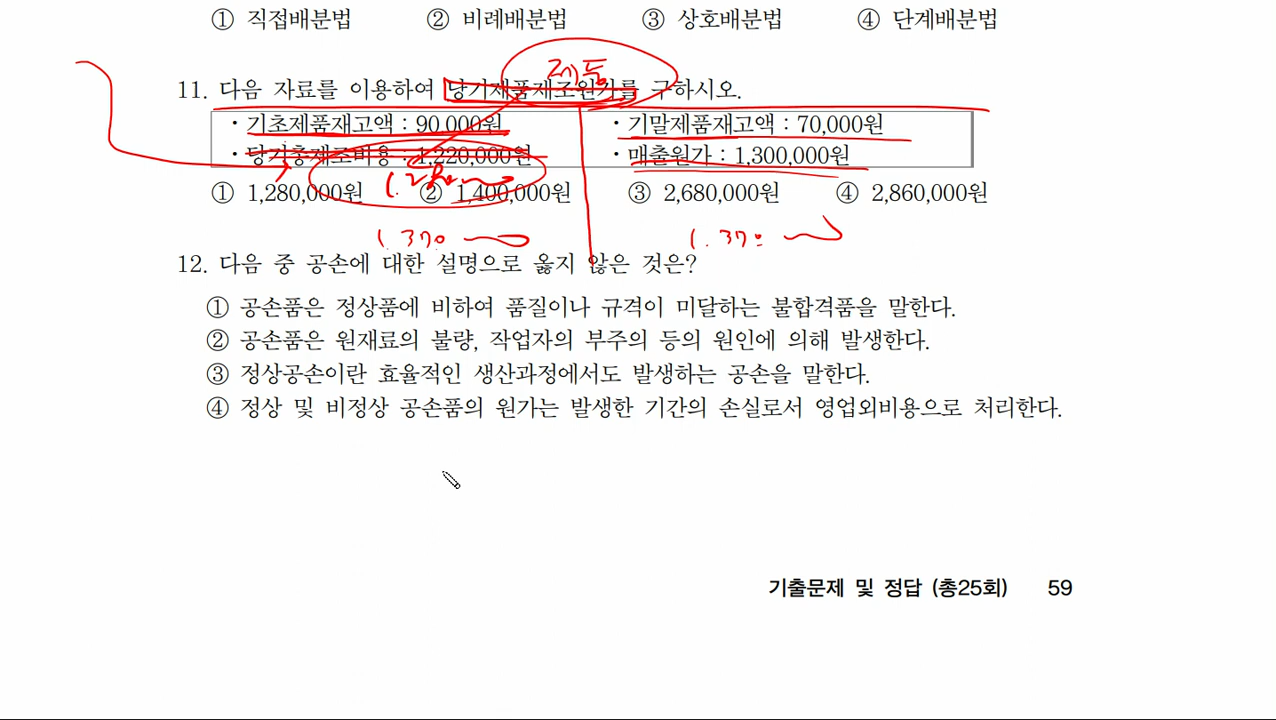 ① 직접배분법 ② 비례배분법 ③ 상호배분법 ④ 단계배분법
제품
11. 다음 자료를 이용하여 당기제품제조원가를 구하시오.
· 기초제품재고액 : 90,000원 · 기말제품재고액 : 70,000원
· 당기총제조비용 : 1,220,000원 · 매출원가 : 1,300,000원
① 1,280,000원 ② 1,400,000원 ③ 2,680,000원 ④ 2,860,000원
1.370 1.370
12. 다음 중 공손에 대한 설명으로 옳지 않은 것은?
① 공손품은 정상품에 비하여 품질이나 규격이 미달하는 불합격품을 말한다.
② 공손품은 원재료의 불량, 작업자의 부주의 등의 원인에 의해 발생한다.
③ 정상공손이란 효율적인 생산과정에서도 발생하는 공손을 말한다.
④ 정상 및 비정상 공손품의 원가는 발생한 기간의 손실로서 영업외비용으로 처리한다.
기출문제 및 정답 (총25회) 59